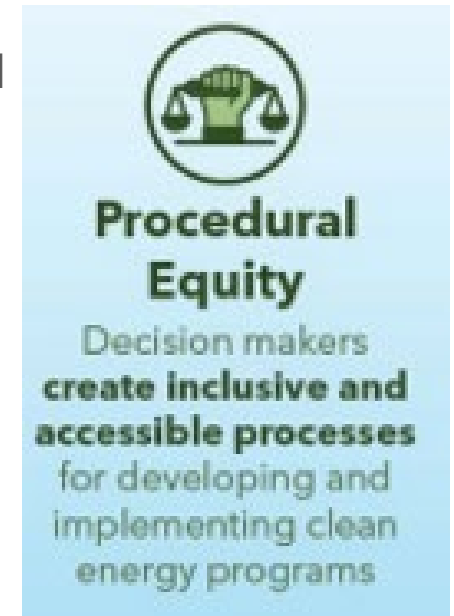 Procedural
Equity
Decision makers
create inclusive and
accessible processes
for developing and
implementing clean
energy programs